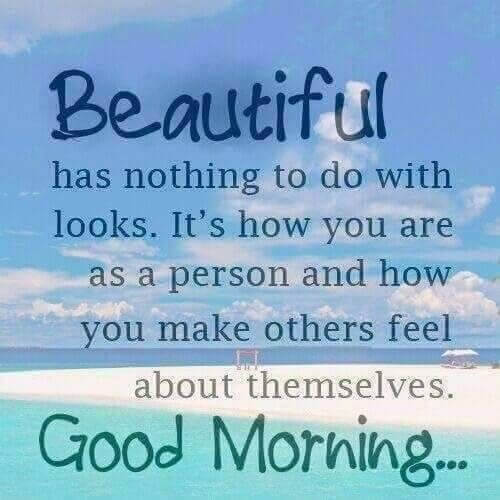 Beautiful
has nothing to do with
looks. It's how you are
as a person and how
you make others feel
about themselves.
Good Morning...